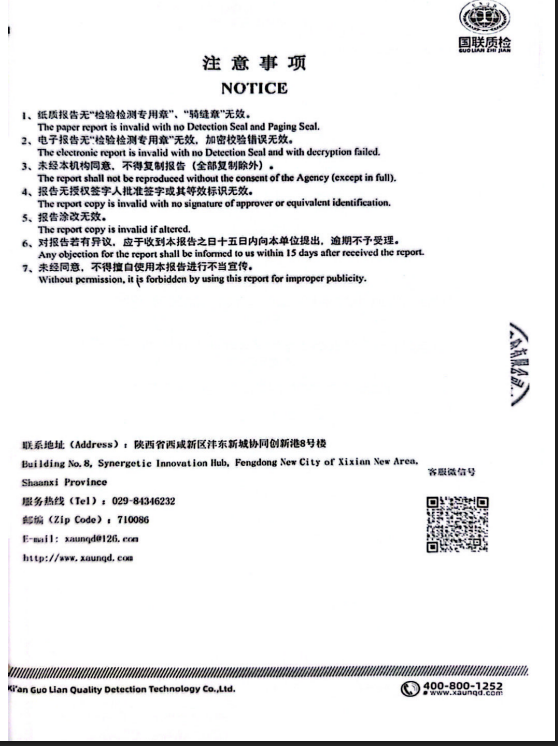 国联质检
GUO LIAN ZHI JIAN
注意事项
NOTICE
1、纸质报告无“检验检测专用章”、“骑缝章”无效。
The paper report is invalid with no Detection Seal and Paging Seal.
2、电子报告无“检验检测专用章”无效，加密校验错误无效。
The electronic report is invalid with no Detection Seal and with decryption failed.
3、未经本机构同意，不得复制报告（全部复制除外）。
The report shall not be reproduced without the consent of the Agency (except in full).
4、报告无授权签字人批准签字或其等效标识无效。
The report copy is invalid with no signature of approver or equivalent identification.
5、报告涂改无效。
The report copy is invalid if altered.
6、对报告若有异议，应于收到本报告之日十五日内向本单位提出，逾期不予受理。
Any objection for the report shall be informed to us within 15 days after received the report.
7、未经同意，不得擅自使用本报告进行不当宣传。
Without permission, it is forbidden by using this report for improper publicity.
有限公司
联系地址（Address）：陕西省西咸新区沣东新城协同创新港8号楼
Building No. 8, Synergetic Innovation Hub, Fengdong New City of Xixian New Area,
Shaanxi Province
客服微信号
服务热线（Tel）：029-84346232
邮编（Zip Code）：710086
E-mail: xaunqd@126.com
http://www.xaunqd.com
Xi'an Guo Lian Quality Detection Technology Co.,Ltd.
400-800-1252
www.xaunqd.com